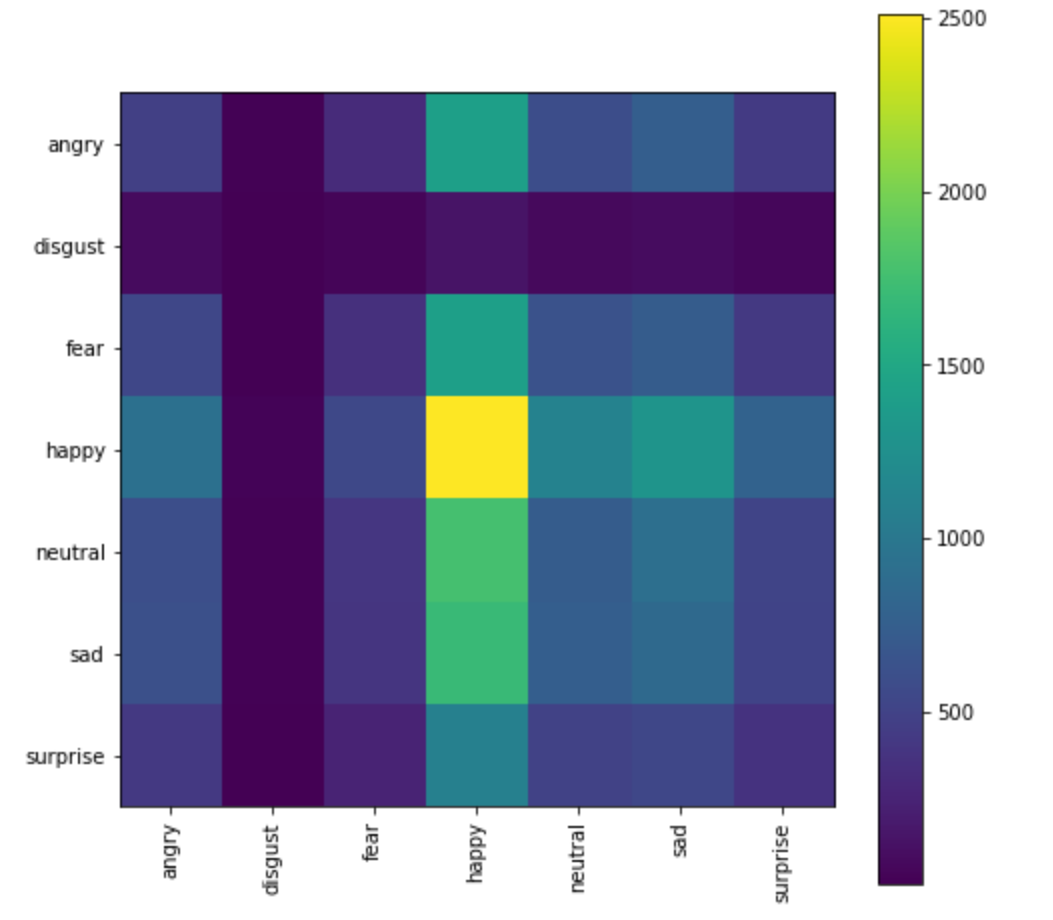 2500
angry
2000
disgust
fear
1500
happy
neutral
1000
sad
500
surprise
angry
disgust
fear
happy
neutral
sad
surprise